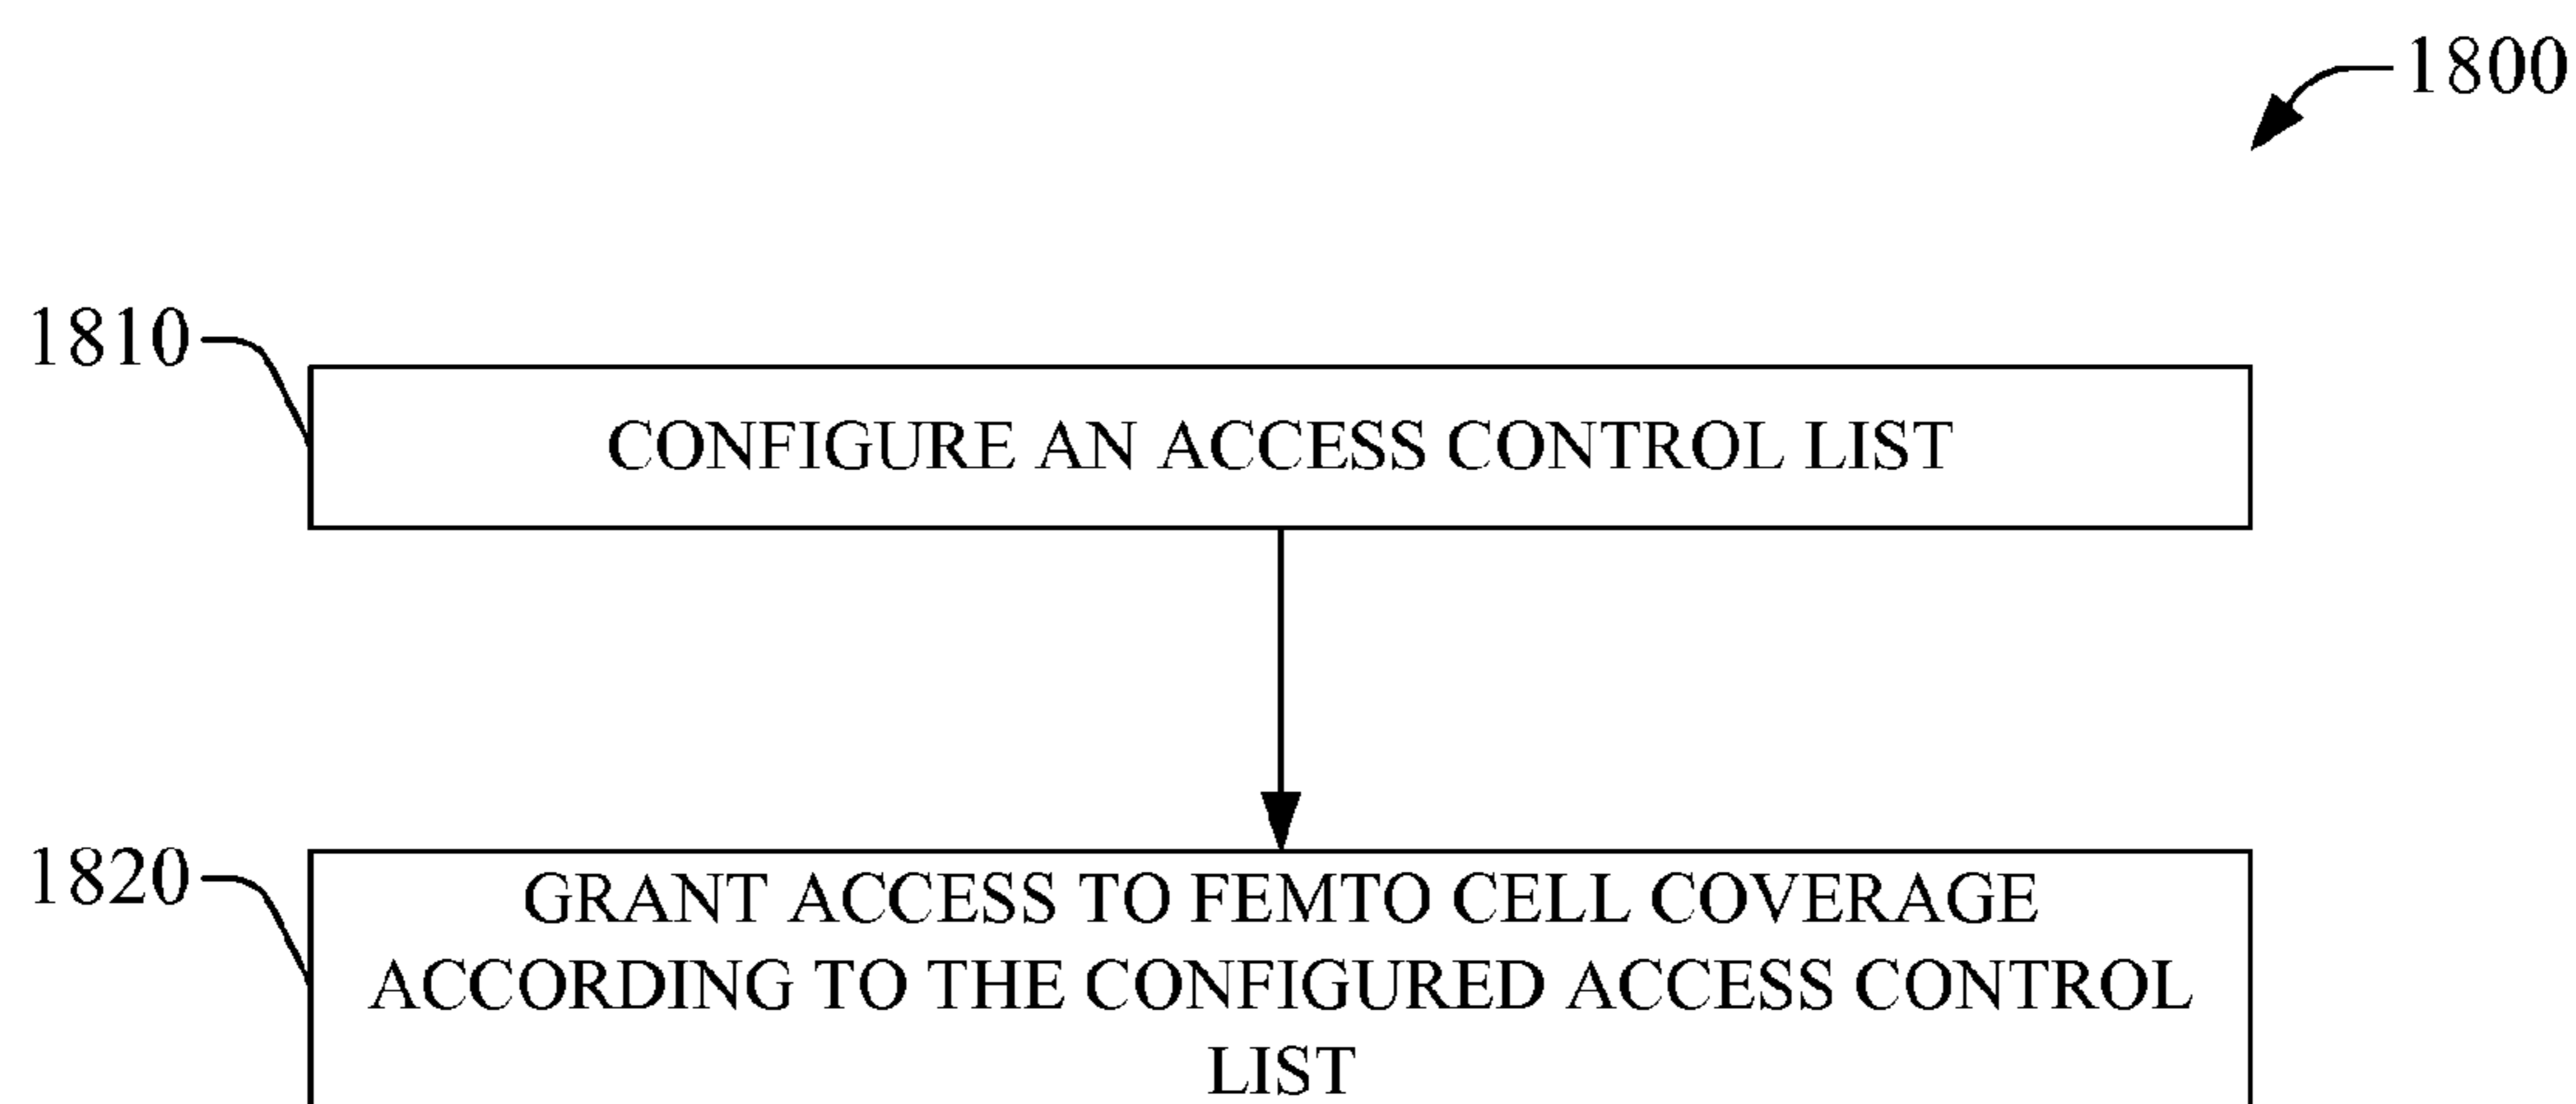 1800
1810
CONFIGURE AN ACCESS CONTROL LIST
1820
GRANT ACCESS TO FEMTO CELL COVERAGE
ACCORDING TO THE CONFIGURED ACCESS CONTROL
LIST